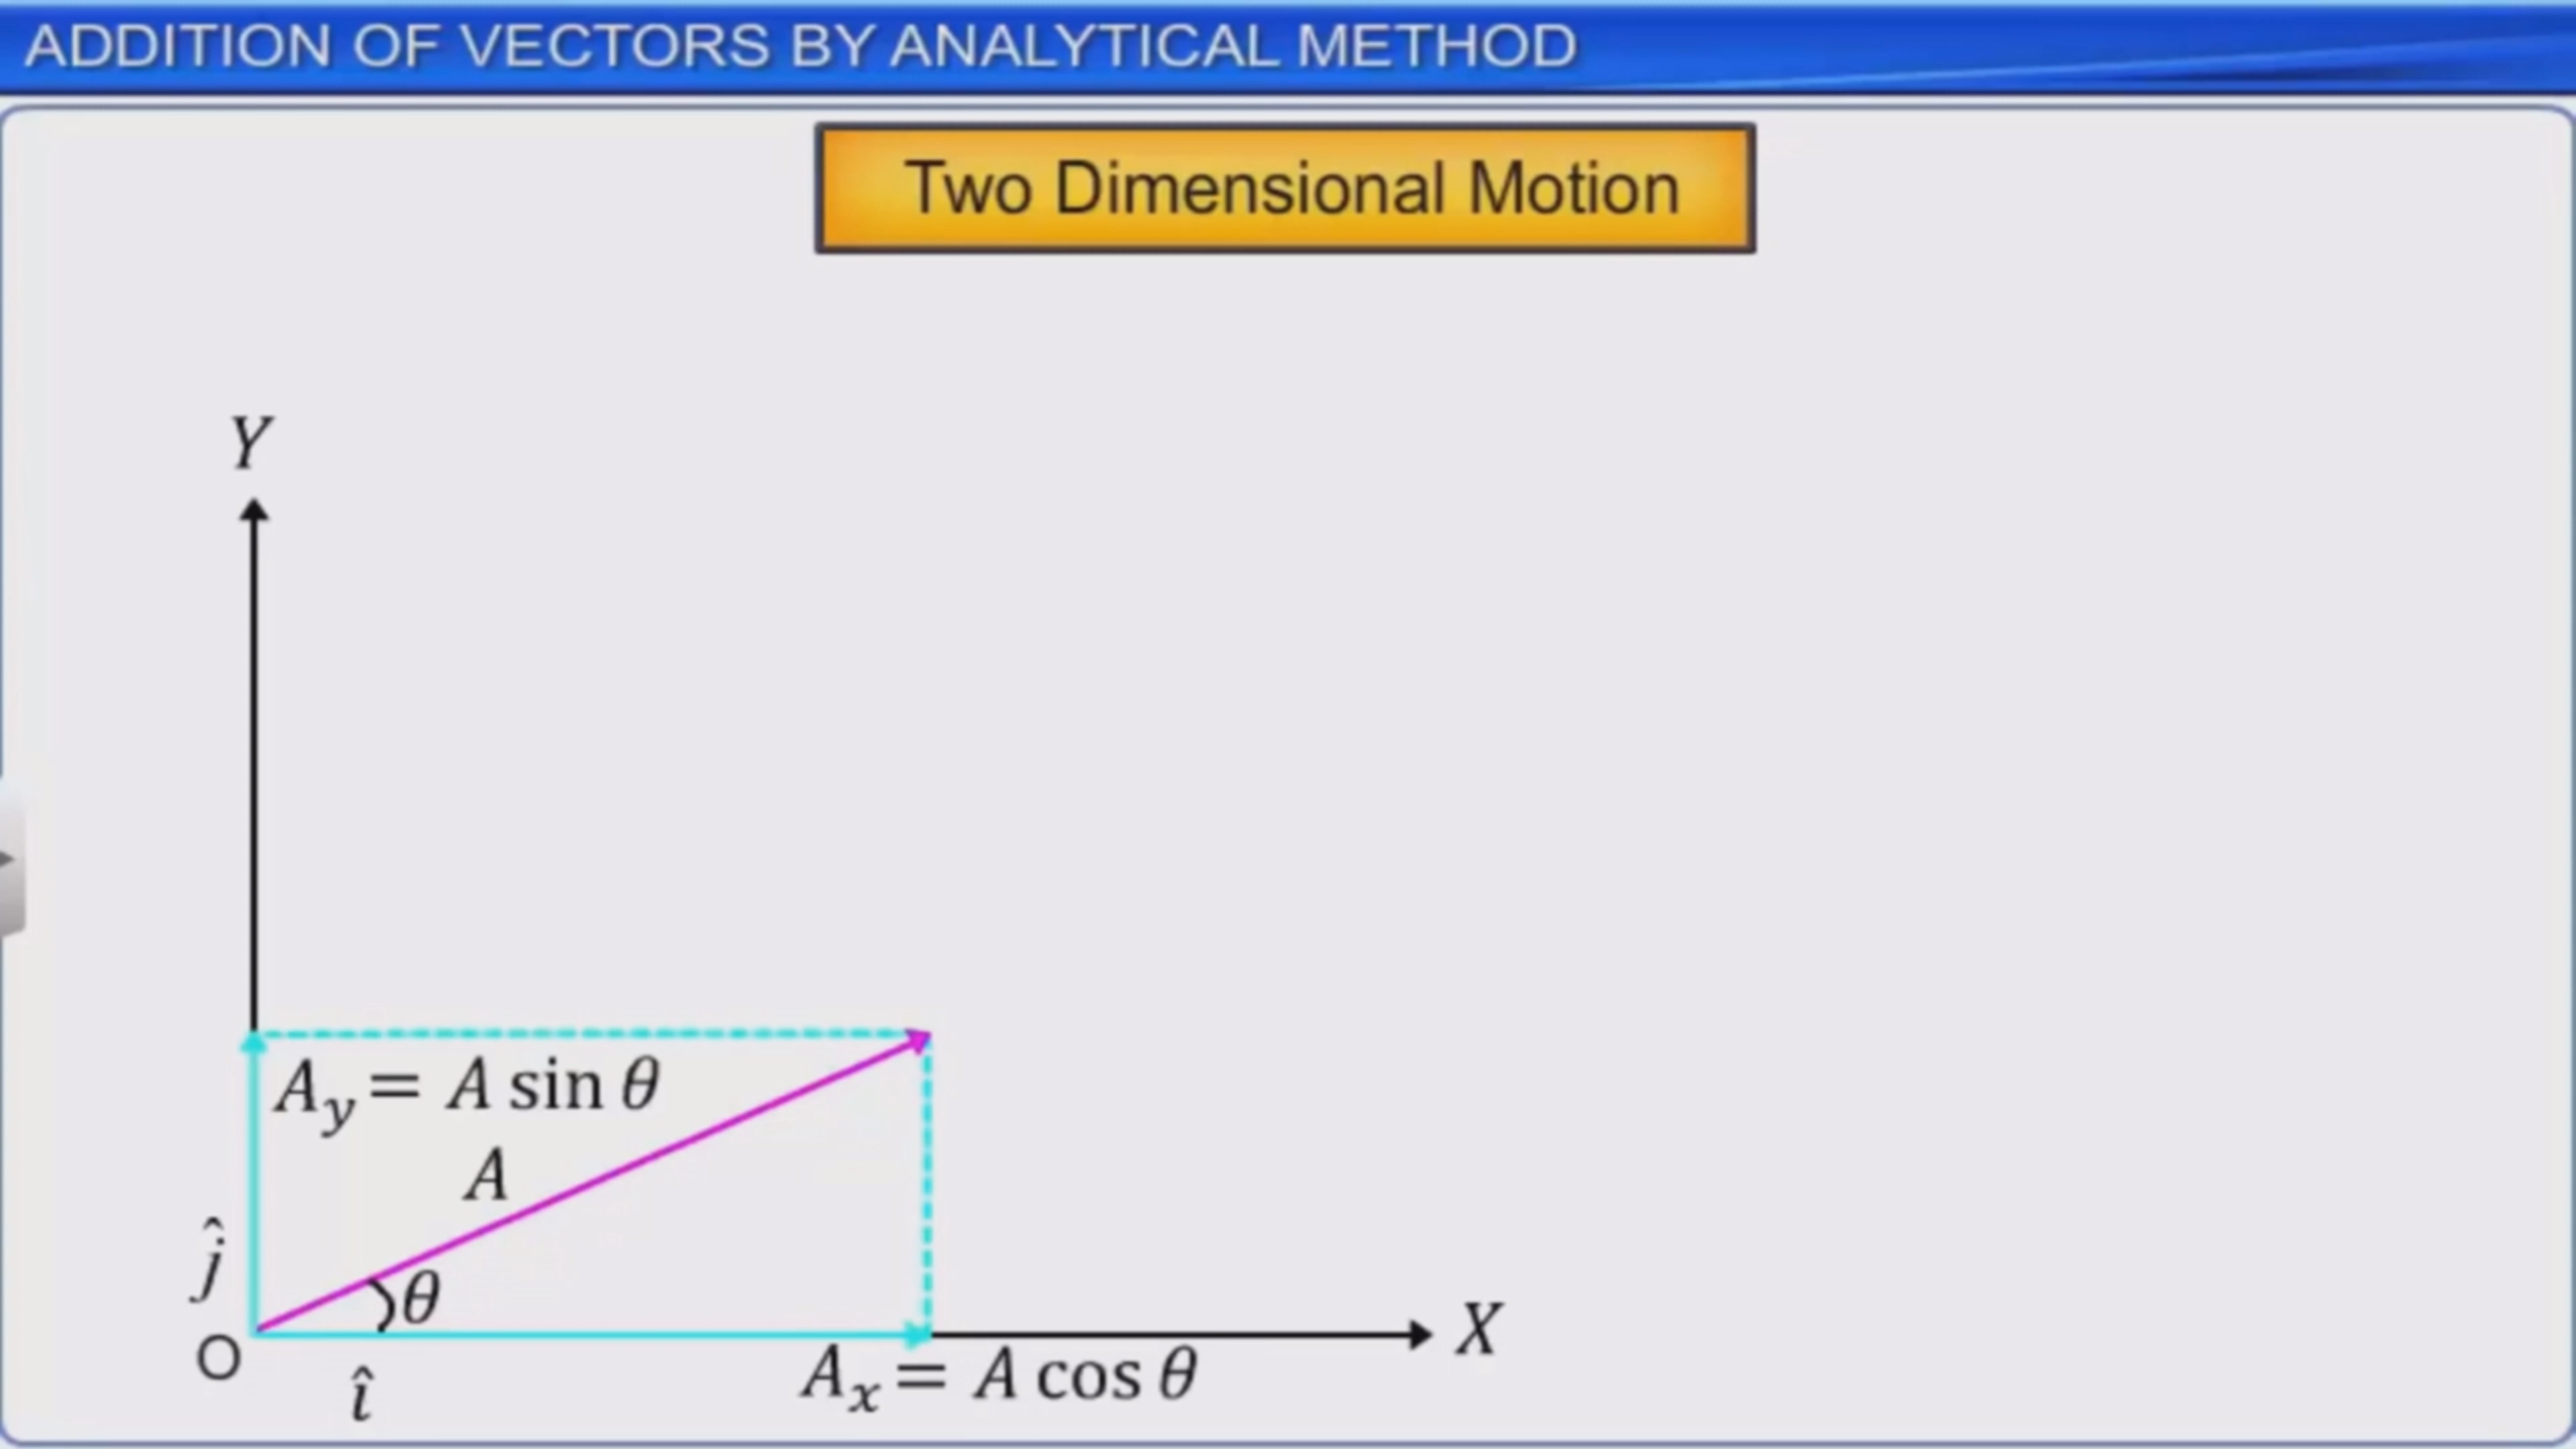 ADDITION OF VECTORS BY ANALYTICAL METHOD
Two Dimensional Motion
Y
A_y = A sin θ
A
ĵ
θ
O
X
A_x = A cos θ
î